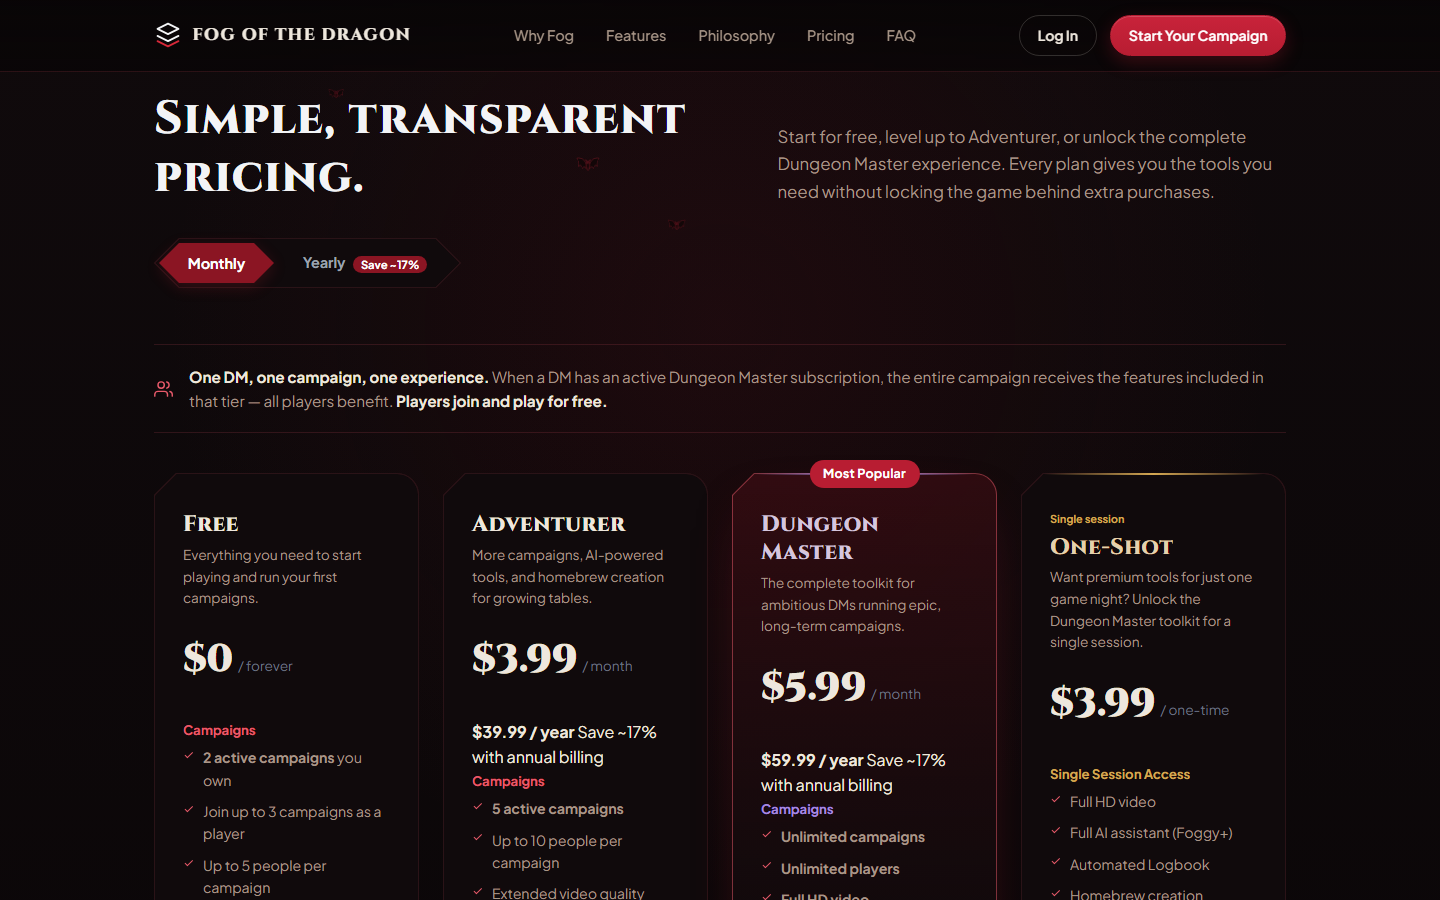 FOG OF THE DRAGON
Why Fog
Features
Philosophy
Pricing
FAQ
Log In
Start Your Campaign
Simple, transparent
pricing.
Start for free, level up to Adventurer, or unlock the complete
Dungeon Master experience. Every plan gives you the tools you
need without locking the game behind extra purchases.
Monthly
Yearly
Save ~17%
One DM, one campaign, one experience. When a DM has an active Dungeon Master subscription, the entire campaign receives the features included in
that tier — all players benefit. Players join and play for free.
Free
Everything you need to start
playing and run your first
campaigns.
$0 / forever
Campaigns
2 active campaigns you
own
Join up to 3 campaigns as a
player
Up to 5 people per
campaign
Adventurer
More campaigns, AI-powered
tools, and homebrew creation
for growing tables.
$3.99 / month
$39.99 / year Save ~17%
with annual billing
Campaigns
5 active campaigns
Up to 10 people per
campaign
Extended video quality
Most Popular
Dungeon
Master
The complete toolkit for
ambitious DMs running epic,
long-term campaigns.
$5.99 / month
$59.99 / year Save ~17%
with annual billing
Campaigns
Unlimited campaigns
Unlimited players
Full HD video
Single session
One-Shot
Want premium tools for just one
game night? Unlock the
Dungeon Master toolkit for a
single session.
$3.99 / one-time
Single Session Access
Full HD video
Full AI assistant (Foggy+)
Automated Logbook
Homebrew creation